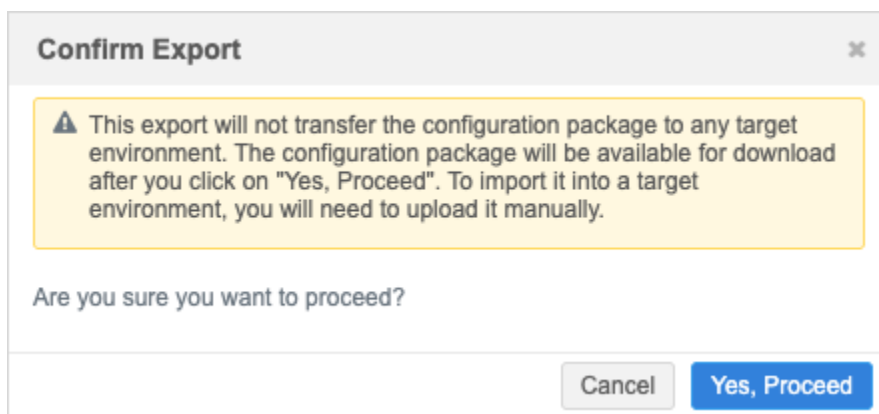 Confirm Export
This export will not transfer the configuration package to any target
environment. The configuration package will be available for download
after you click on "Yes, Proceed". To import it into a target
environment, you will need to upload it manually.
Are you sure you want to proceed?
Cancel
Yes, Proceed